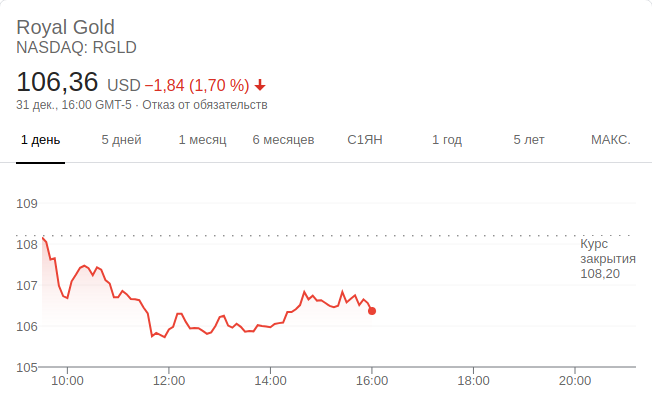 Royal Gold
NASDAQ: RGLD
106,36 USD −1,84 (1,70 %)
31 дек., 16:00 GMT-5 · Отказ от обязательств
1 день 5 дней 1 месяц 6 месяцев С1ЯН 1 год 5 лет МАКС.
109
108
107
106
105
Курс
закрытия
108,20
10:00 12:00 14:00 16:00 18:00 20:00